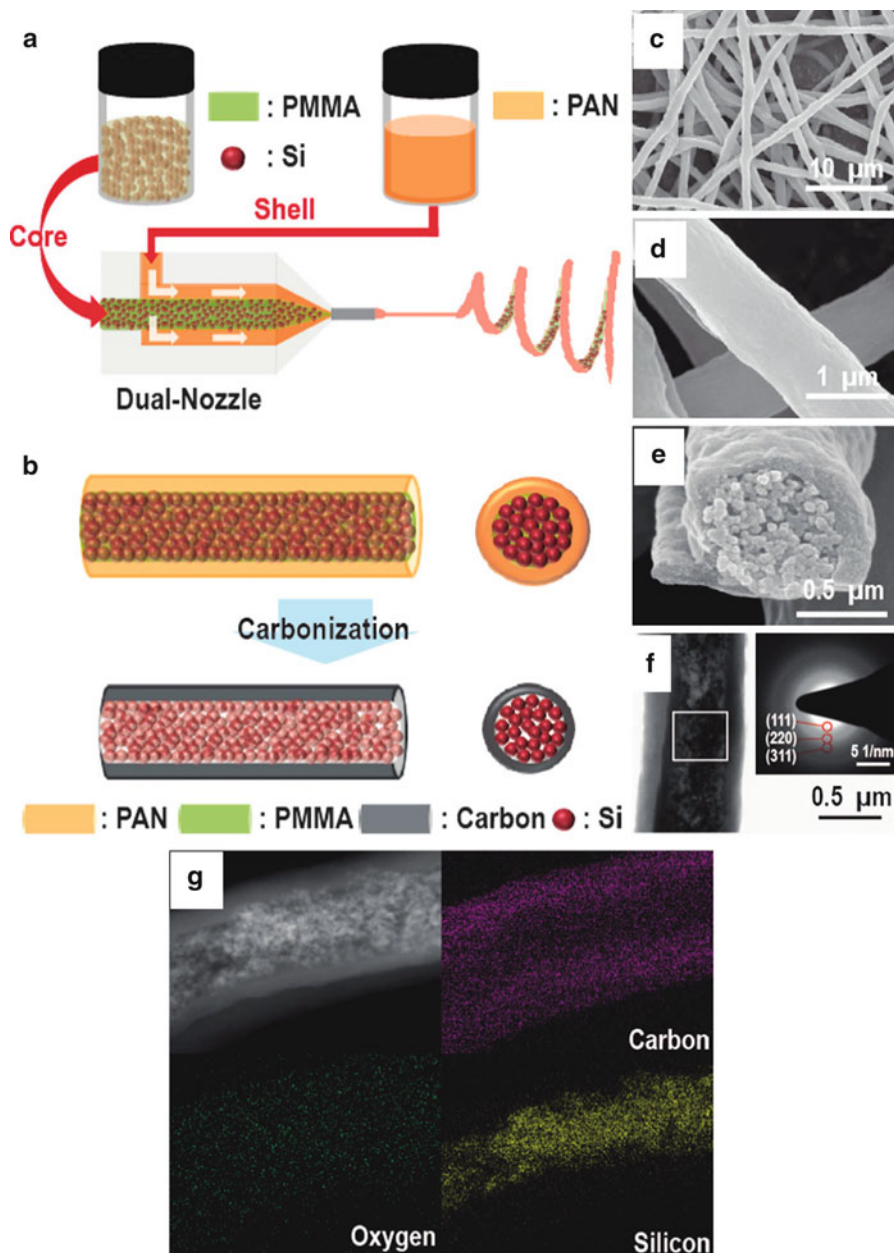 a
: PMMA
: PAN
: Si
Shell
Core
Dual-Nozzle
b
Carbonization
: PAN
: PMMA
: Carbon
: Si
c
10 µm
d
1 µm
e
0.5 µm
f
(111)
(220)
(311)
5 1/nm
0.5 µm
g
Carbon
Oxygen
Silicon